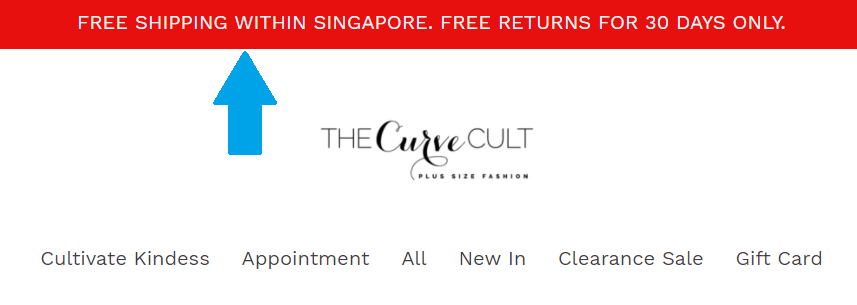 FREE SHIPPING WITHIN SINGAPORE. FREE RETURNS FOR 30 DAYS ONLY.
THE Curve CULT
PLUS SIZE FASHION
Cultivate Kindess Appointment All New In Clearance Sale Gift Card